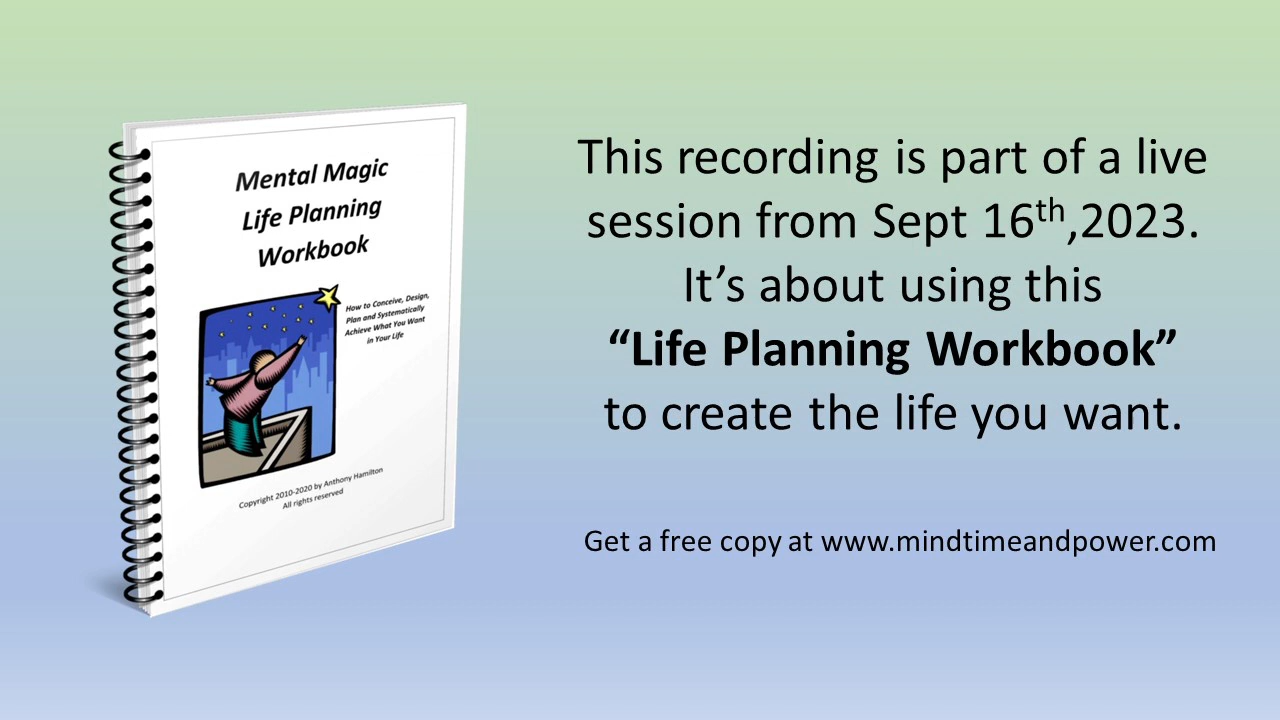 Mental Magic
Life Planning
Workbook
How to Conceive, Design,
Plan and Systematically
Achieve What You Want
in Your Life
Copyright 2010-2020 by Anthony Hamilton
All rights reserved
This recording is part of a live
session from Sept 16th,2023.
It’s about using this
“Life Planning Workbook”
to create the life you want.
Get a free copy at www.mindtimeandpower.com